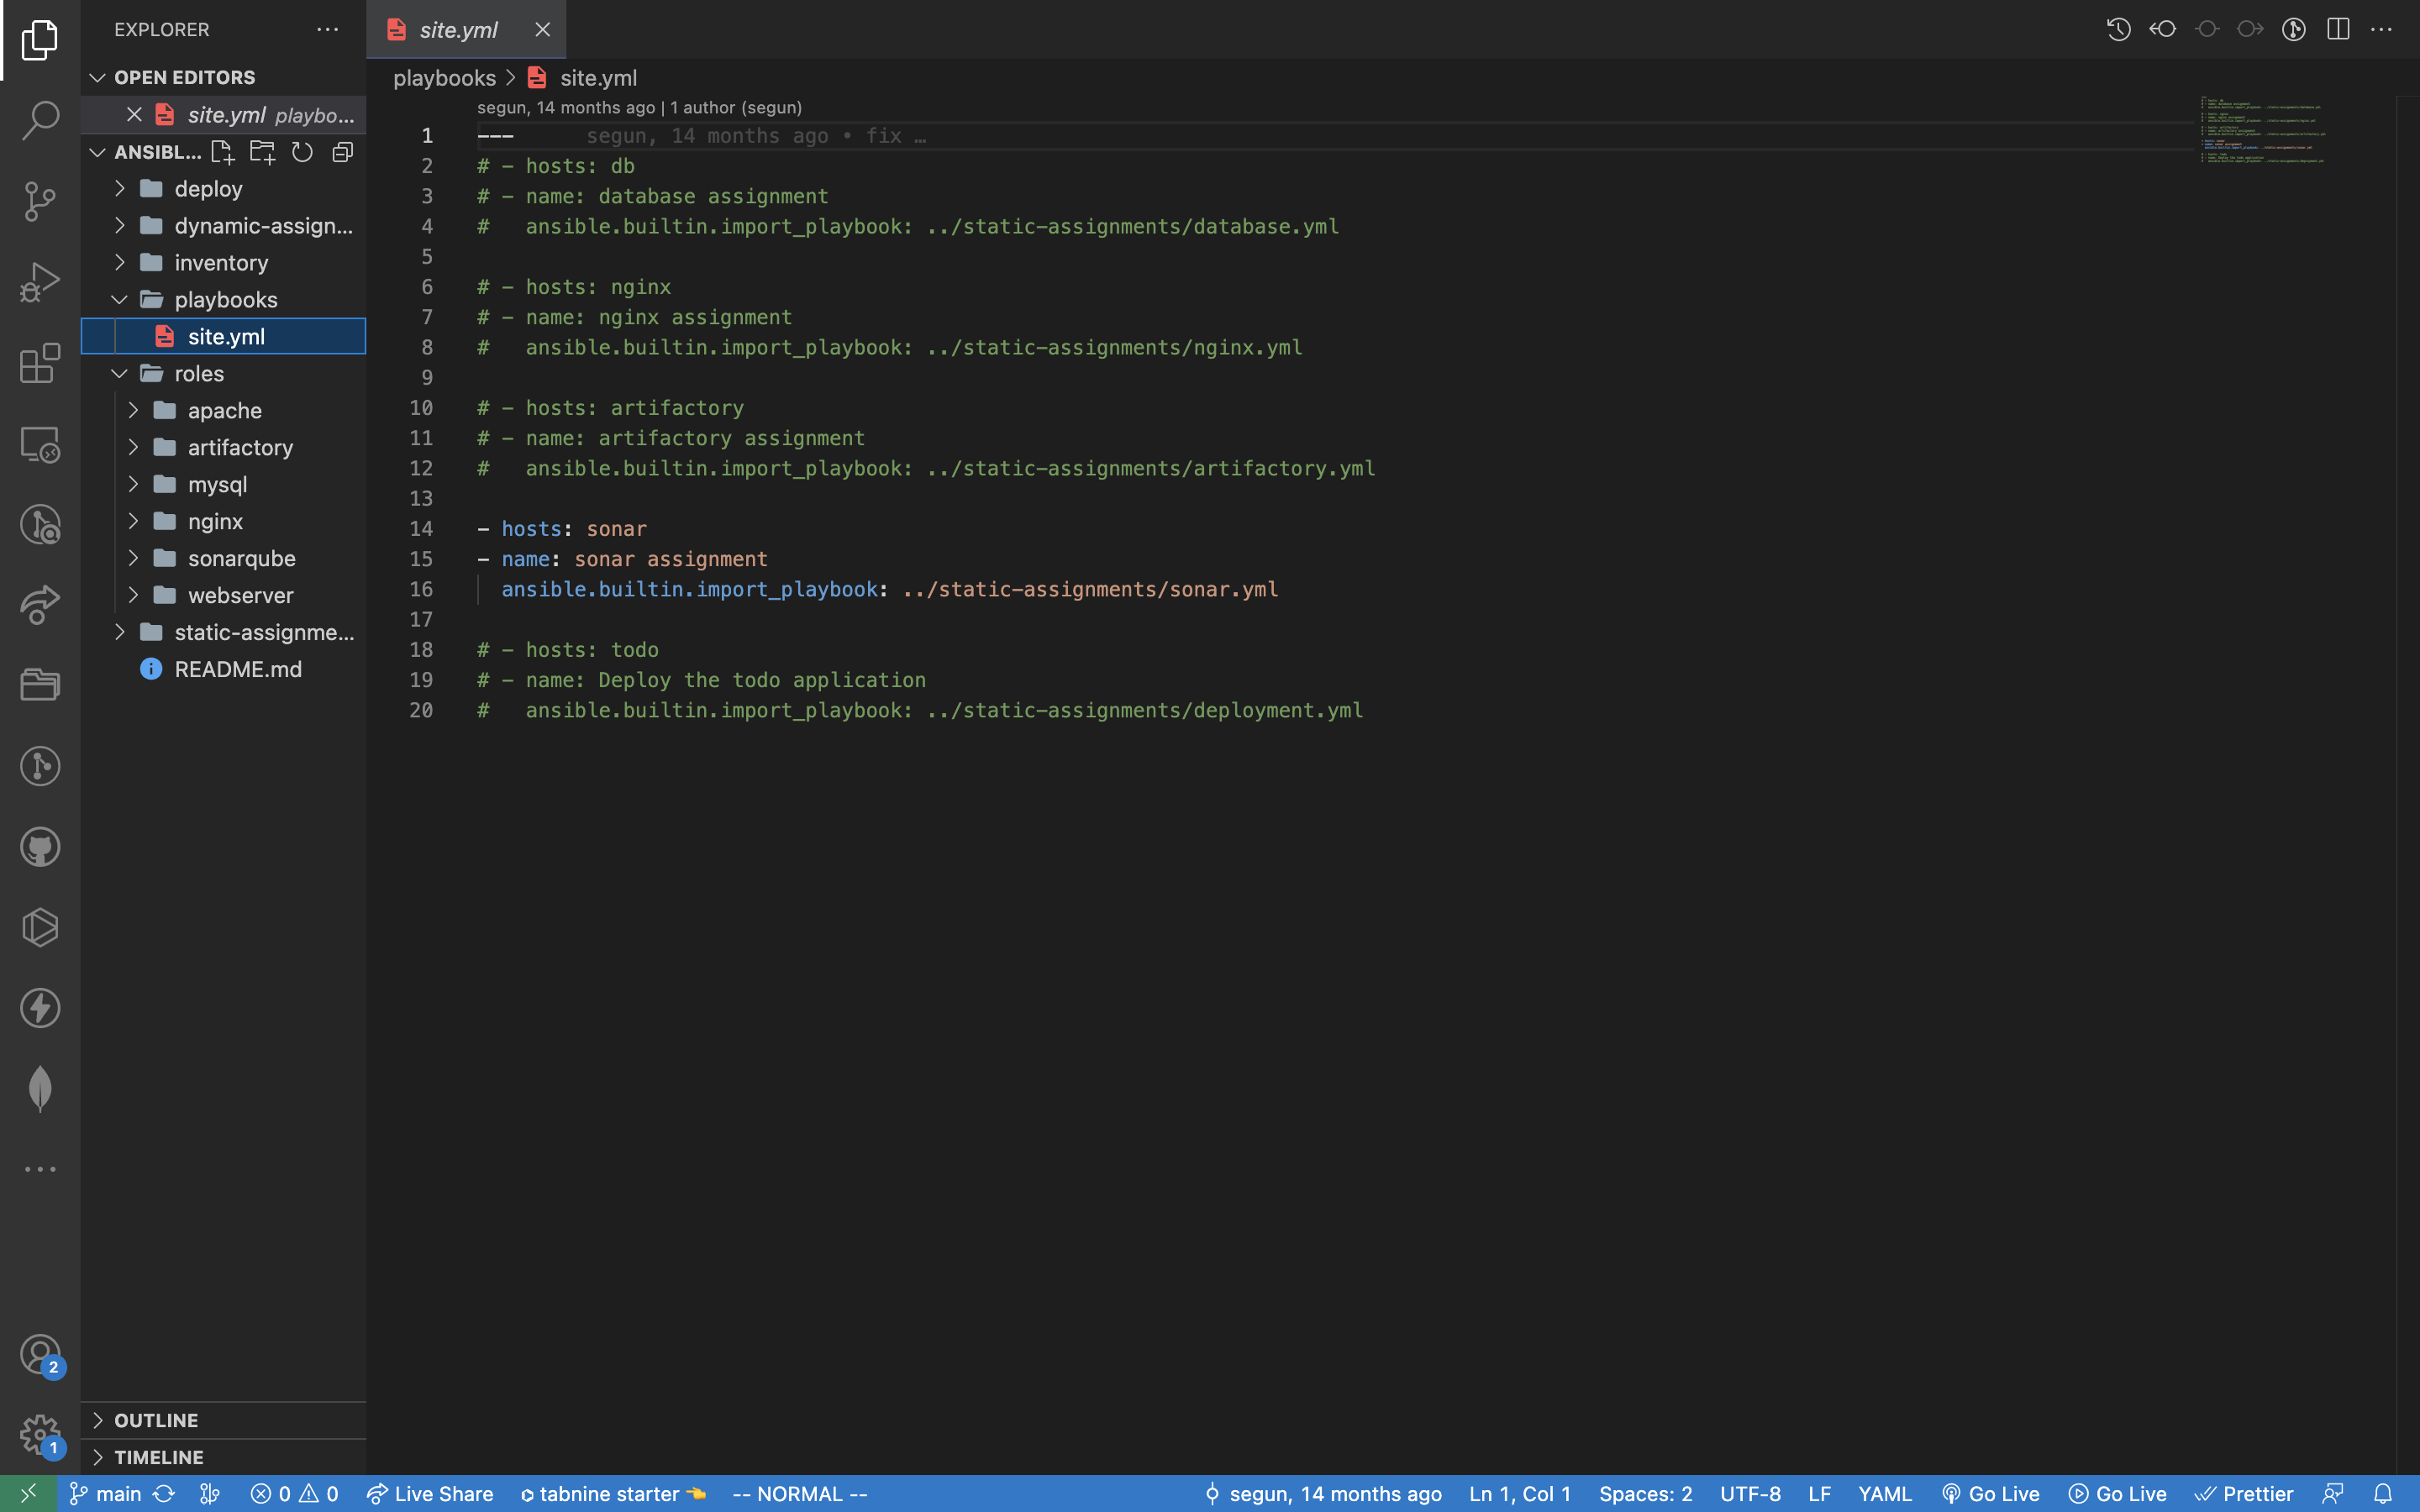 EXPLORER
OPEN EDITORS
site.yml playbo...
ANSIBL...
deploy
dynamic-assign...
inventory
playbooks
site.yml
roles
apache
artifactory
mysql
nginx
sonarqube
webserver
static-assignme...
README.md
OUTLINE
TIMELINE
2
1
site.yml
playbooks > site.yml
segun, 14 months ago | 1 author (segun)
1 --- segun, 14 months ago • fix …
2 # - hosts: db
3 # - name: database assignment
4 #   ansible.builtin.import_playbook: ../static-assignments/database.yml
5
6 # - hosts: nginx
7 # - name: nginx assignment
8 #   ansible.builtin.import_playbook: ../static-assignments/nginx.yml
9
10 # - hosts: artifactory
11 # - name: artifactory assignment
12 #   ansible.builtin.import_playbook: ../static-assignments/artifactory.yml
13
14 - hosts: sonar
15 - name: sonar assignment
16   ansible.builtin.import_playbook: ../static-assignments/sonar.yml
17
18 # - hosts: todo
19 # - name: Deploy the todo application
20 #   ansible.builtin.import_playbook: ../static-assignments/deployment.yml
main 0 0 Live Share tabnine starter -- NORMAL -- segun, 14 months ago Ln 1, Col 1 Spaces: 2 UTF-8 LF YAML Go Live Go Live Prettier